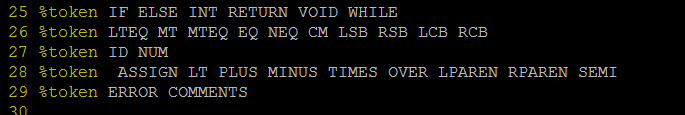 25 %token IF ELSE INT RETURN VOID WHILE
26 %token LTEQ MT MTEQ EQ NEQ CM LSB RSB LCB RCB
27 %token ID NUM
28 %token  ASSIGN LT PLUS MINUS TIMES OVER LPAREN RPAREN SEMI
29 %token ERROR COMMENTS
30